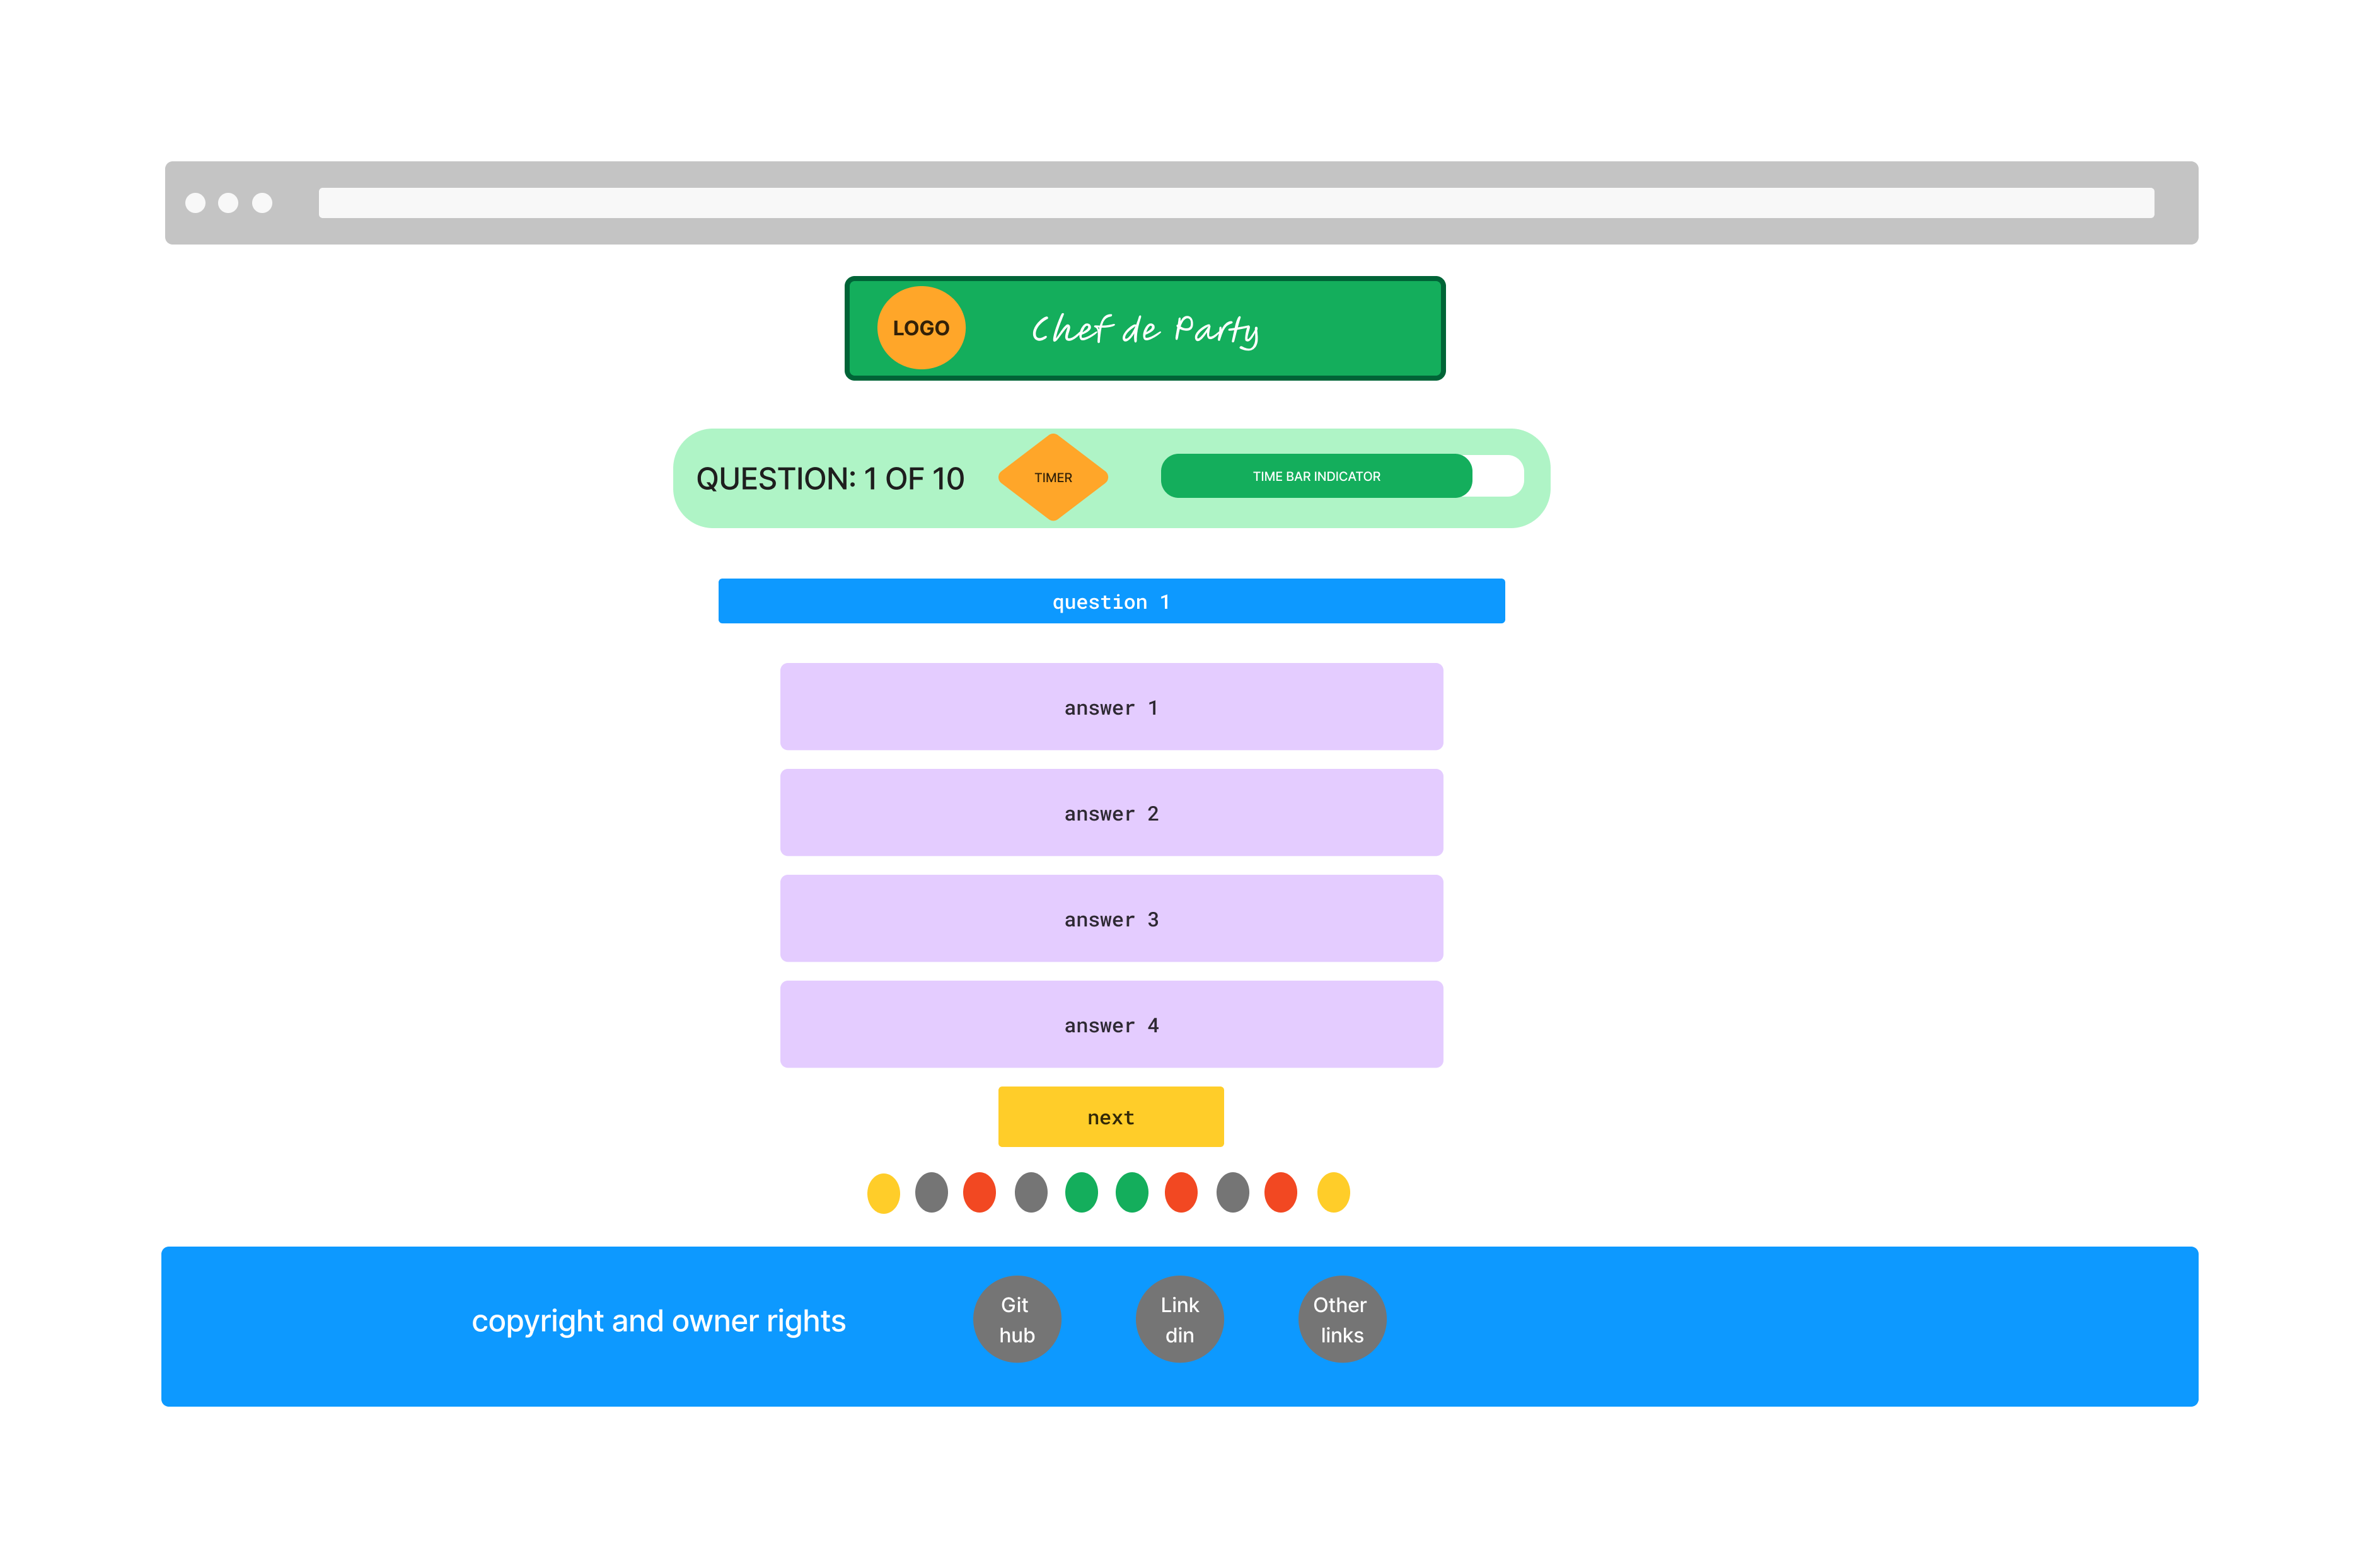 LOGO
Chef de Party
QUESTION: 1 OF 10
TIMER
TIME BAR INDICATOR
question 1
answer 1
answer 2
answer 3
answer 4
next
copyright and owner rights
Git
hub
Link
din
Other
links